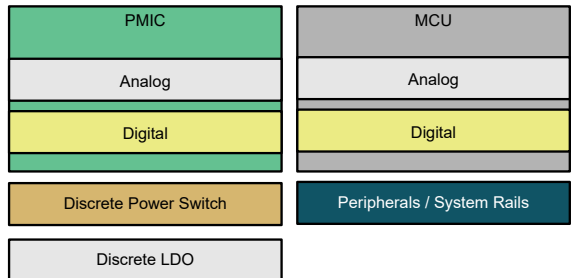 PMIC
Analog
Digital
MCU
Analog
Digital
Discrete Power Switch
Peripherals / System Rails
Discrete LDO